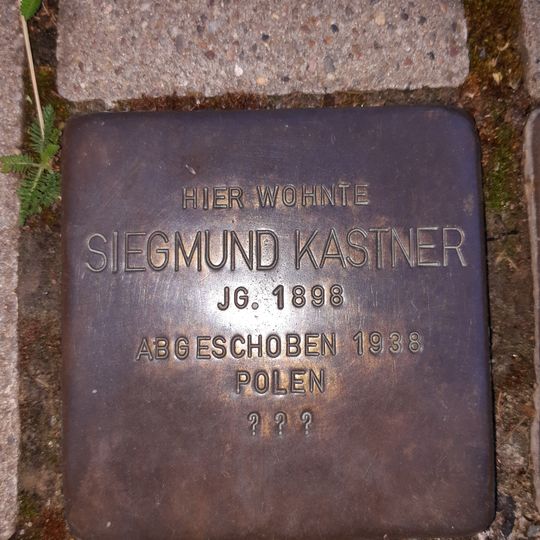 HIER WOHNTE
SIEGMUND KASTNER
JG. 1898
ABGESCHOBEN 1938
POLEN
? ? ?